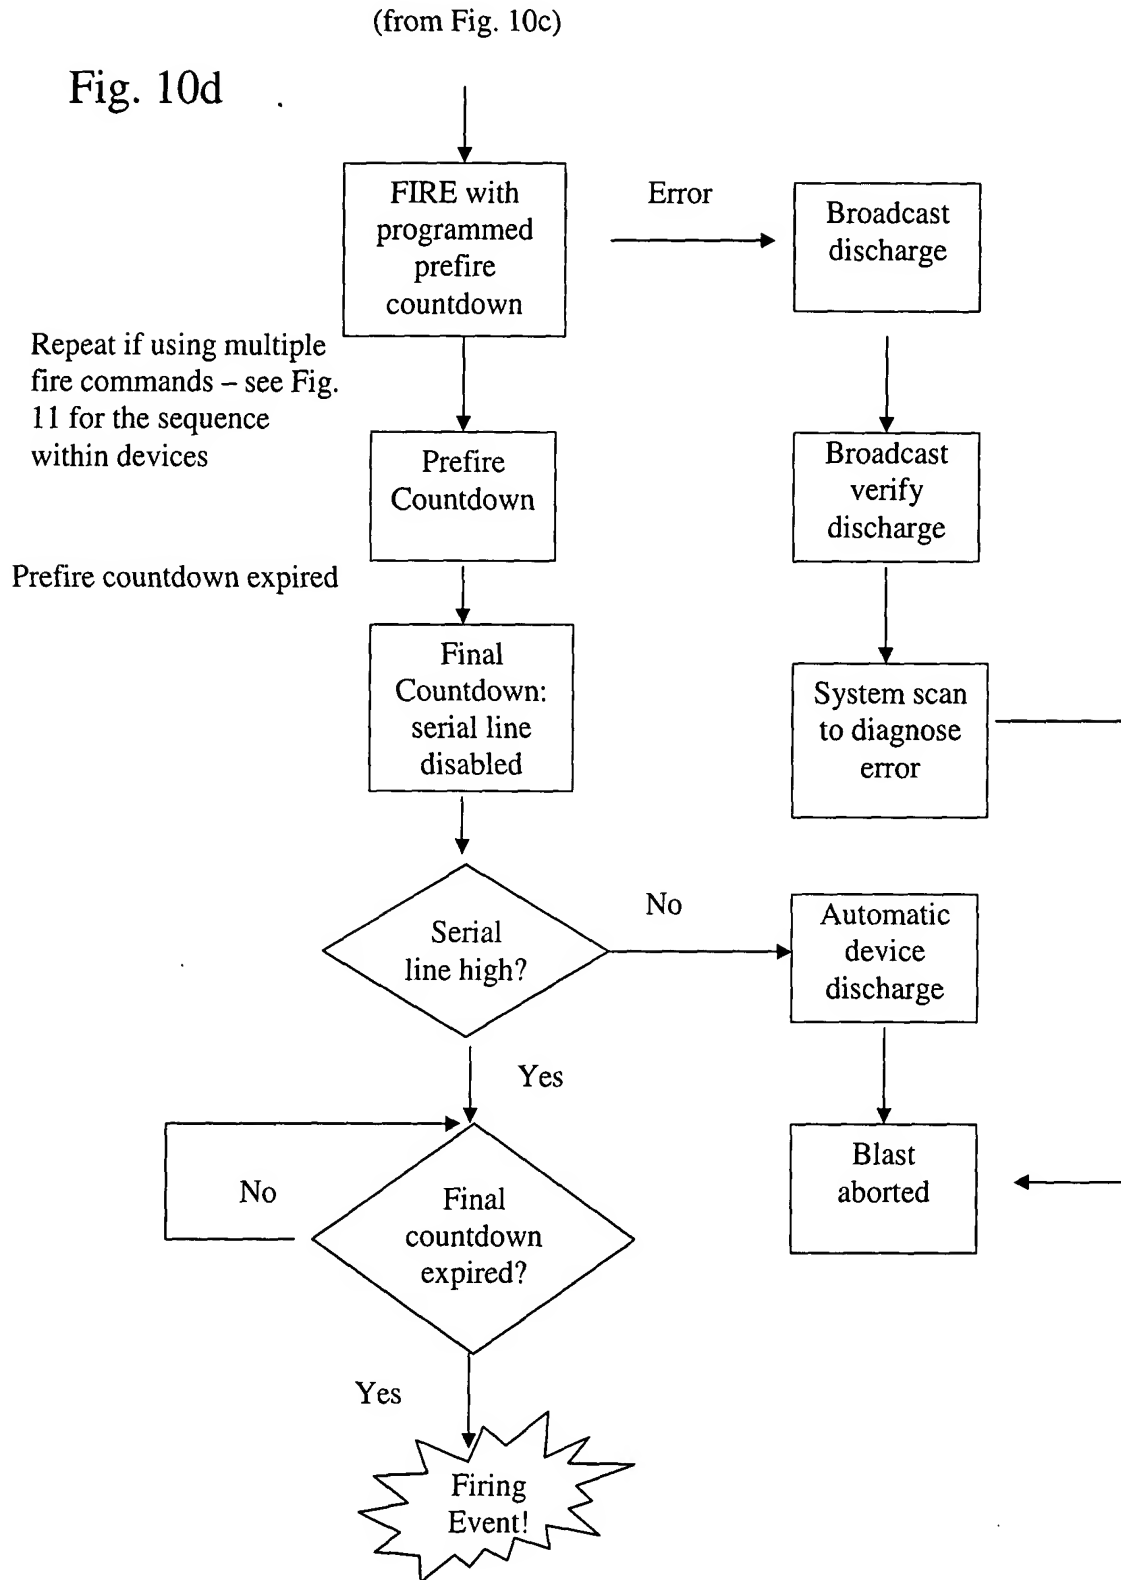 (from Fig. 10c)
Fig. 10d
FIRE with
programmed
prefire
countdown
Error
Broadcast
discharge
Repeat if using multiple
fire commands – see Fig.
11 for the sequence
within devices
Prefire
Countdown
Broadcast
verify
discharge
Prefire countdown expired
Final
Countdown:
serial line
disabled
System scan
to diagnose
error
Serial
line high?
No
Automatic
device
discharge
Yes
Blast
aborted
No
Final
countdown
expired?
Yes
Firing
Event!